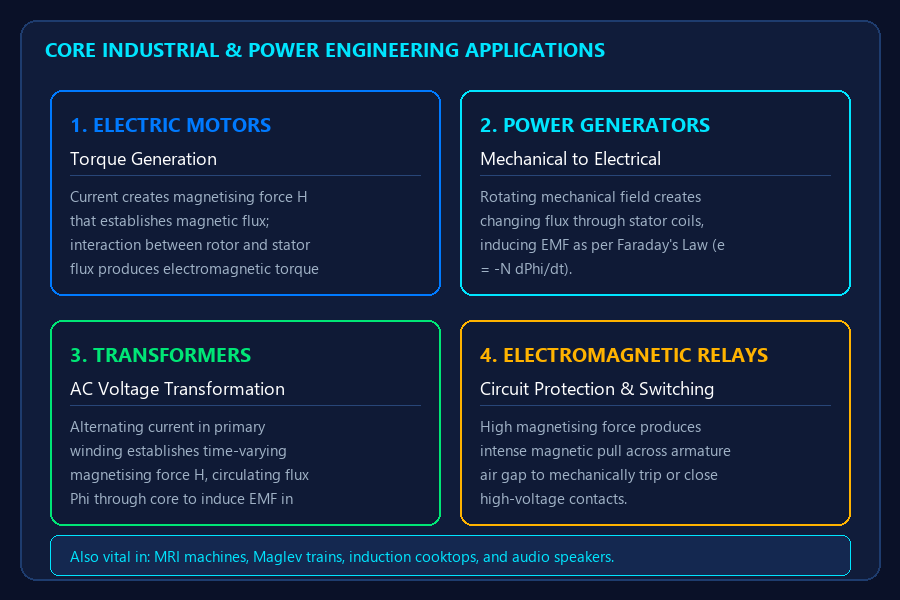 CORE INDUSTRIAL & POWER ENGINEERING APPLICATIONS
1. ELECTRIC MOTORS
Torque Generation
Current creates magnetising force H
that establishes magnetic flux;
interaction between rotor and stator
flux produces electromagnetic torque
2. POWER GENERATORS
Mechanical to Electrical
Rotating mechanical field creates
changing flux through stator coils,
inducing EMF as per Faraday's Law (e
= -N dPhi/dt).
3. TRANSFORMERS
AC Voltage Transformation
Alternating current in primary
winding establishes time-varying
magnetising force H, circulating flux
Phi through core to induce EMF in
4. ELECTROMAGNETIC RELAYS
Circuit Protection & Switching
High magnetising force produces
intense magnetic pull across armature
air gap to mechanically trip or close
high-voltage contacts.
Also vital in: MRI machines, Maglev trains, induction cooktops, and audio speakers.